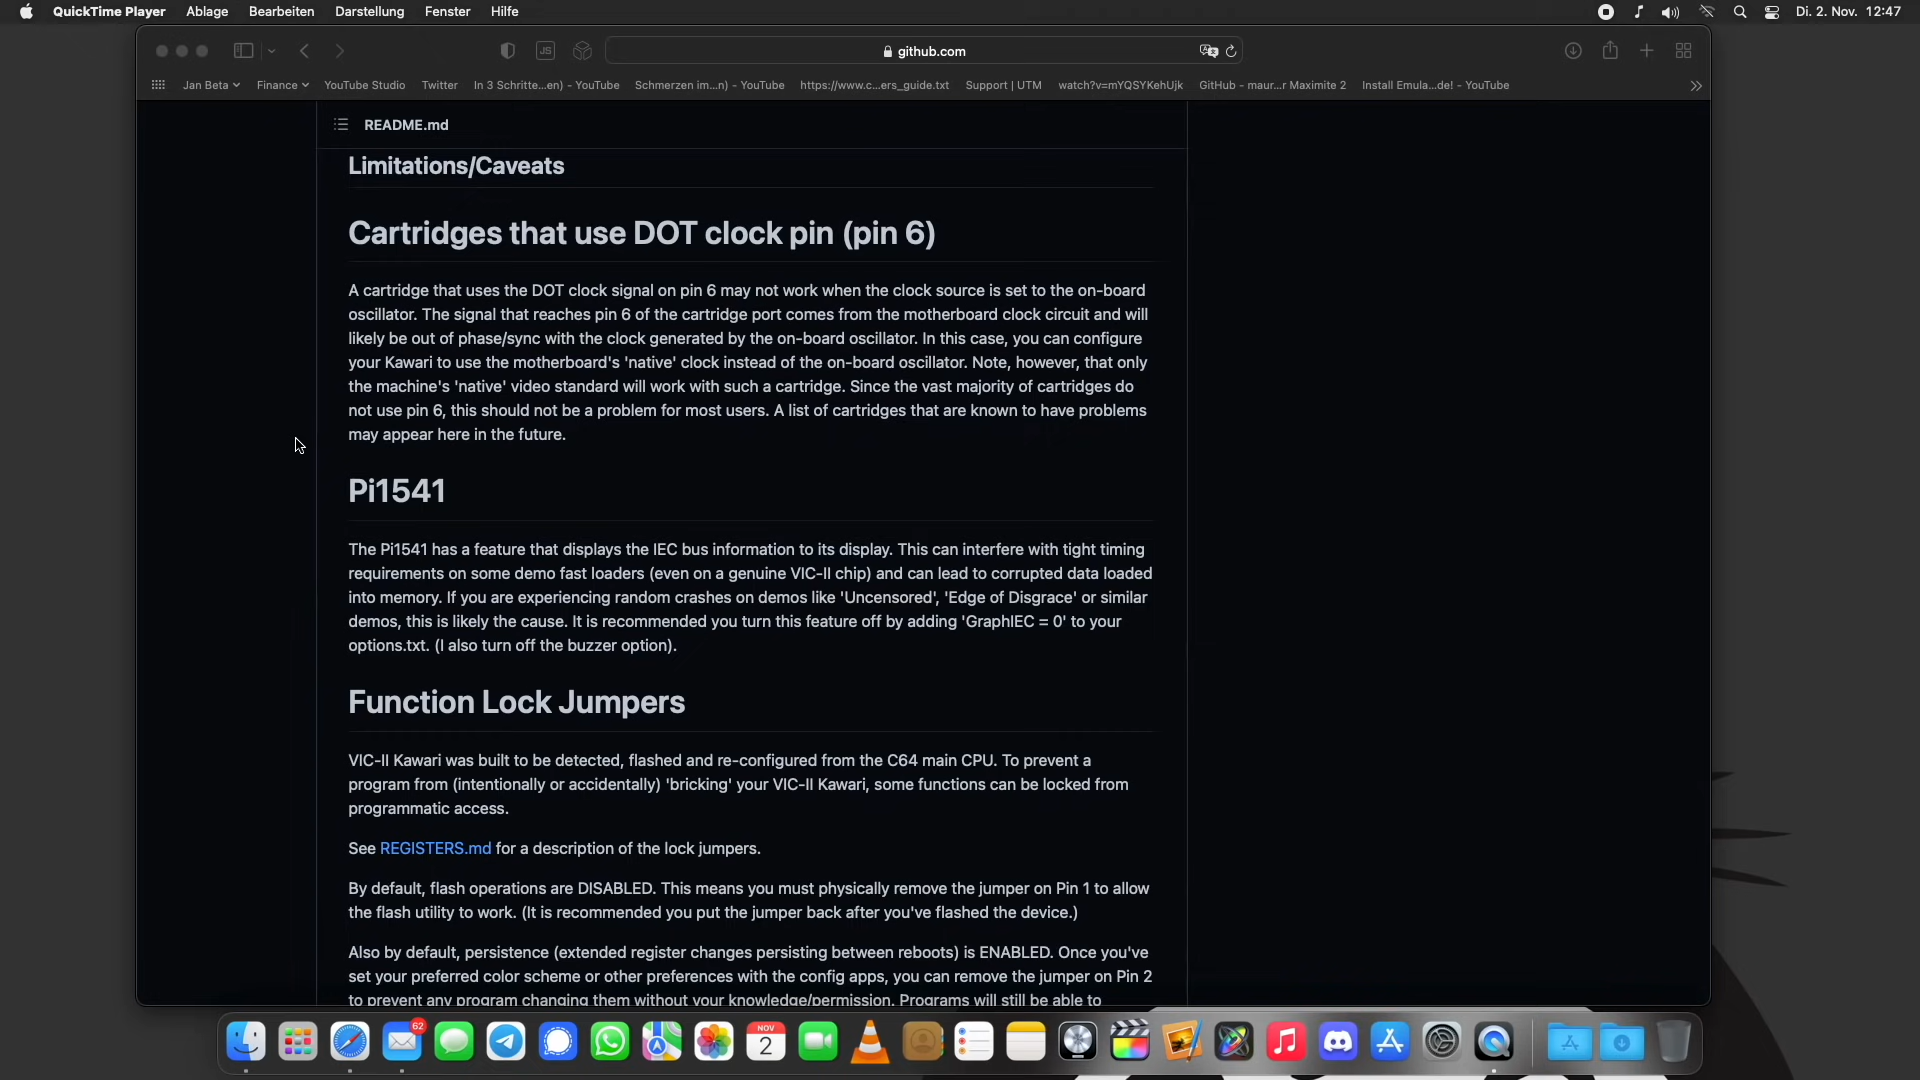 QuickTime Player Ablage Bearbeiten Darstellung Fenster Hilfe Di. 2. Nov. 12:47
JS github.com
Jan Beta Finance YouTube Studio Twitter In 3 Schritte...en) - YouTube Schmerzen im...n) - YouTube https://www.c...ers_guide.txt Support | UTM watch?v=mYQSYKehUjk GitHub - maur...r Maximite 2 Install Emula...de! - YouTube
README.md
Limitations/Caveats
Cartridges that use DOT clock pin (pin 6)
A cartridge that uses the DOT clock signal on pin 6 may not work when the clock source is set to the on-board
oscillator. The signal that reaches pin 6 of the cartridge port comes from the motherboard clock circuit and will
likely be out of phase/sync with the clock generated by the on-board oscillator. In this case, you can configure
your Kawari to use the motherboard's 'native' clock instead of the on-board oscillator. Note, however, that only
the machine's 'native' video standard will work with such a cartridge. Since the vast majority of cartridges do
not use pin 6, this should not be a problem for most users. A list of cartridges that are known to have problems
may appear here in the future.
Pi1541
The Pi1541 has a feature that displays the IEC bus information to its display. This can interfere with tight timing
requirements on some demo fast loaders (even on a genuine VIC-II chip) and can lead to corrupted data loaded
into memory. If you are experiencing random crashes on demos like 'Uncensored', 'Edge of Disgrace' or similar
demos, this is likely the cause. It is recommended you turn this feature off by adding 'GraphIEC = 0' to your
options.txt. (I also turn off the buzzer option).
Function Lock Jumpers
VIC-II Kawari was built to be detected, flashed and re-configured from the C64 main CPU. To prevent a
program from (intentionally or accidentally) 'bricking' your VIC-II Kawari, some functions can be locked from
programmatic access.
See REGISTERS.md for a description of the lock jumpers.
By default, flash operations are DISABLED. This means you must physically remove the jumper on Pin 1 to allow
the flash utility to work. (It is recommended you put the jumper back after you've flashed the device.)
Also by default, persistence (extended register changes persisting between reboots) is ENABLED. Once you've
set your preferred color scheme or other preferences with the config apps, you can remove the jumper on Pin 2
to prevent any program changing them without your knowledge/permission. Programs will still be able to
62
NOV
2